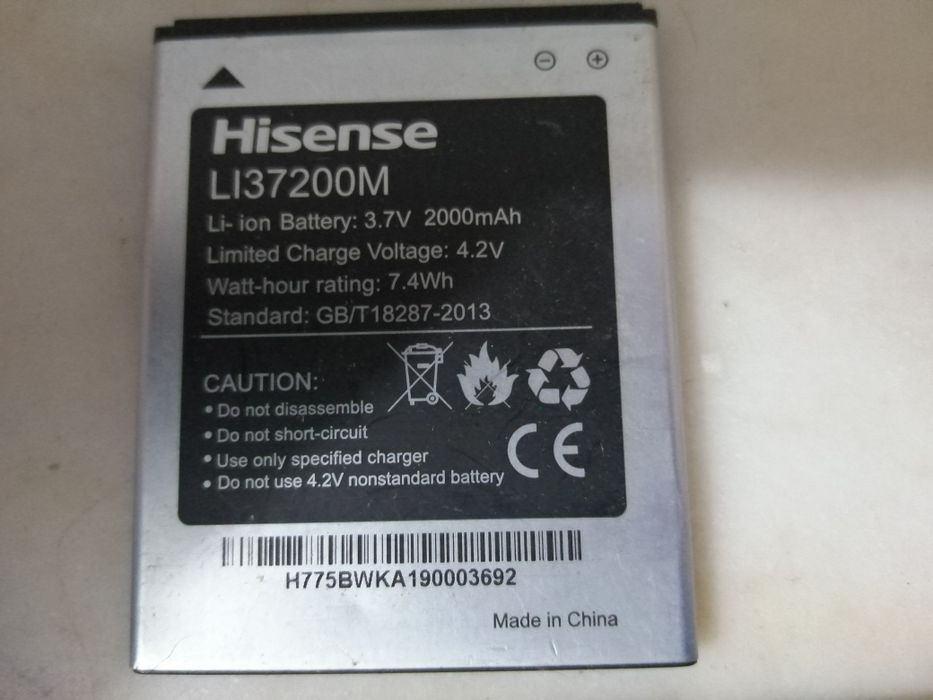 Hisense
LI37200M
Li- ion Battery: 3.7V 2000mAh
Limited Charge Voltage: 4.2V
Watt-hour rating: 7.4Wh
Standard: GB/T18287-2013
CAUTION:
• Do not disassemble
• Do not short-circuit
• Use only specified charger
• Do not use 4.2V nonstandard battery
CE
H775BWKA190003692
Made in China